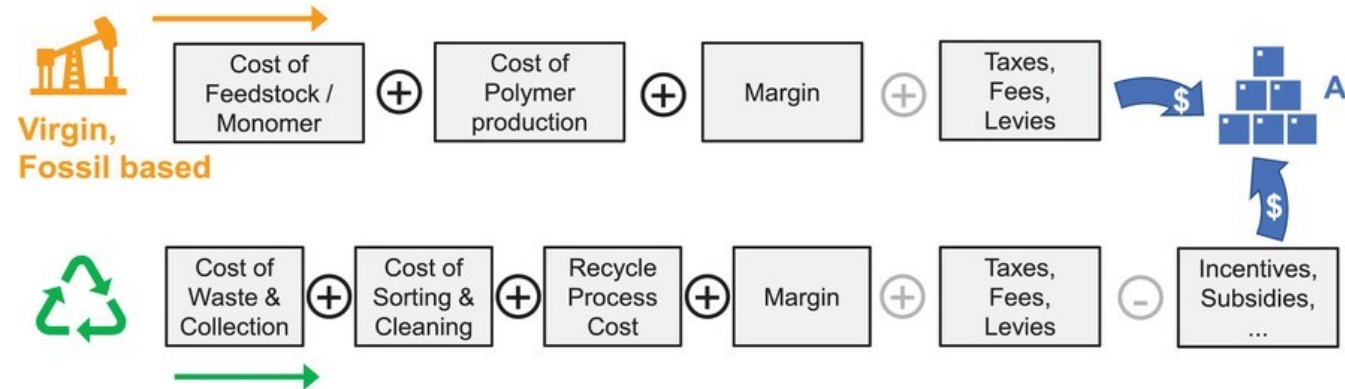 Cost of
Feedstock /
Monomer
+
Cost of
Polymer
production
+
Margin
+
Taxes,
Fees,
Levies
$
A
Virgin,
Fossil based
$
Cost of
Waste &
Collection
+
Cost of
Sorting &
Cleaning
+
Recycle
Process
Cost
+
Margin
+
Taxes,
Fees,
Levies
-
Incentives,
Subsidies,
...